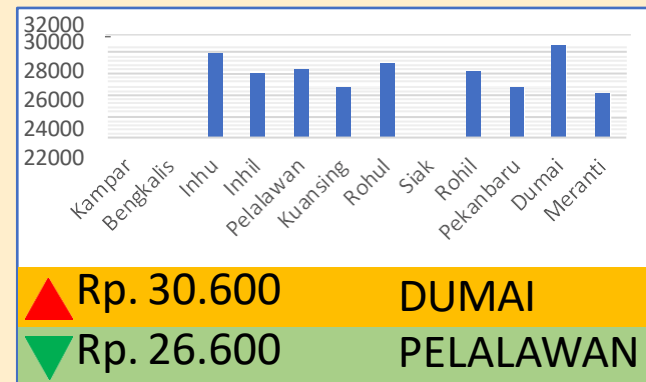 32000
30000
28000
26000
24000
22000
Kampar
Bengkalis
Inhu
Inhil
Pelalawan
Kuansing
Rohul
Siak
Rohil
Pekanbaru
Dumai
Meranti
Rp. 30.600 DUMAI
Rp. 26.600 PELALAWAN